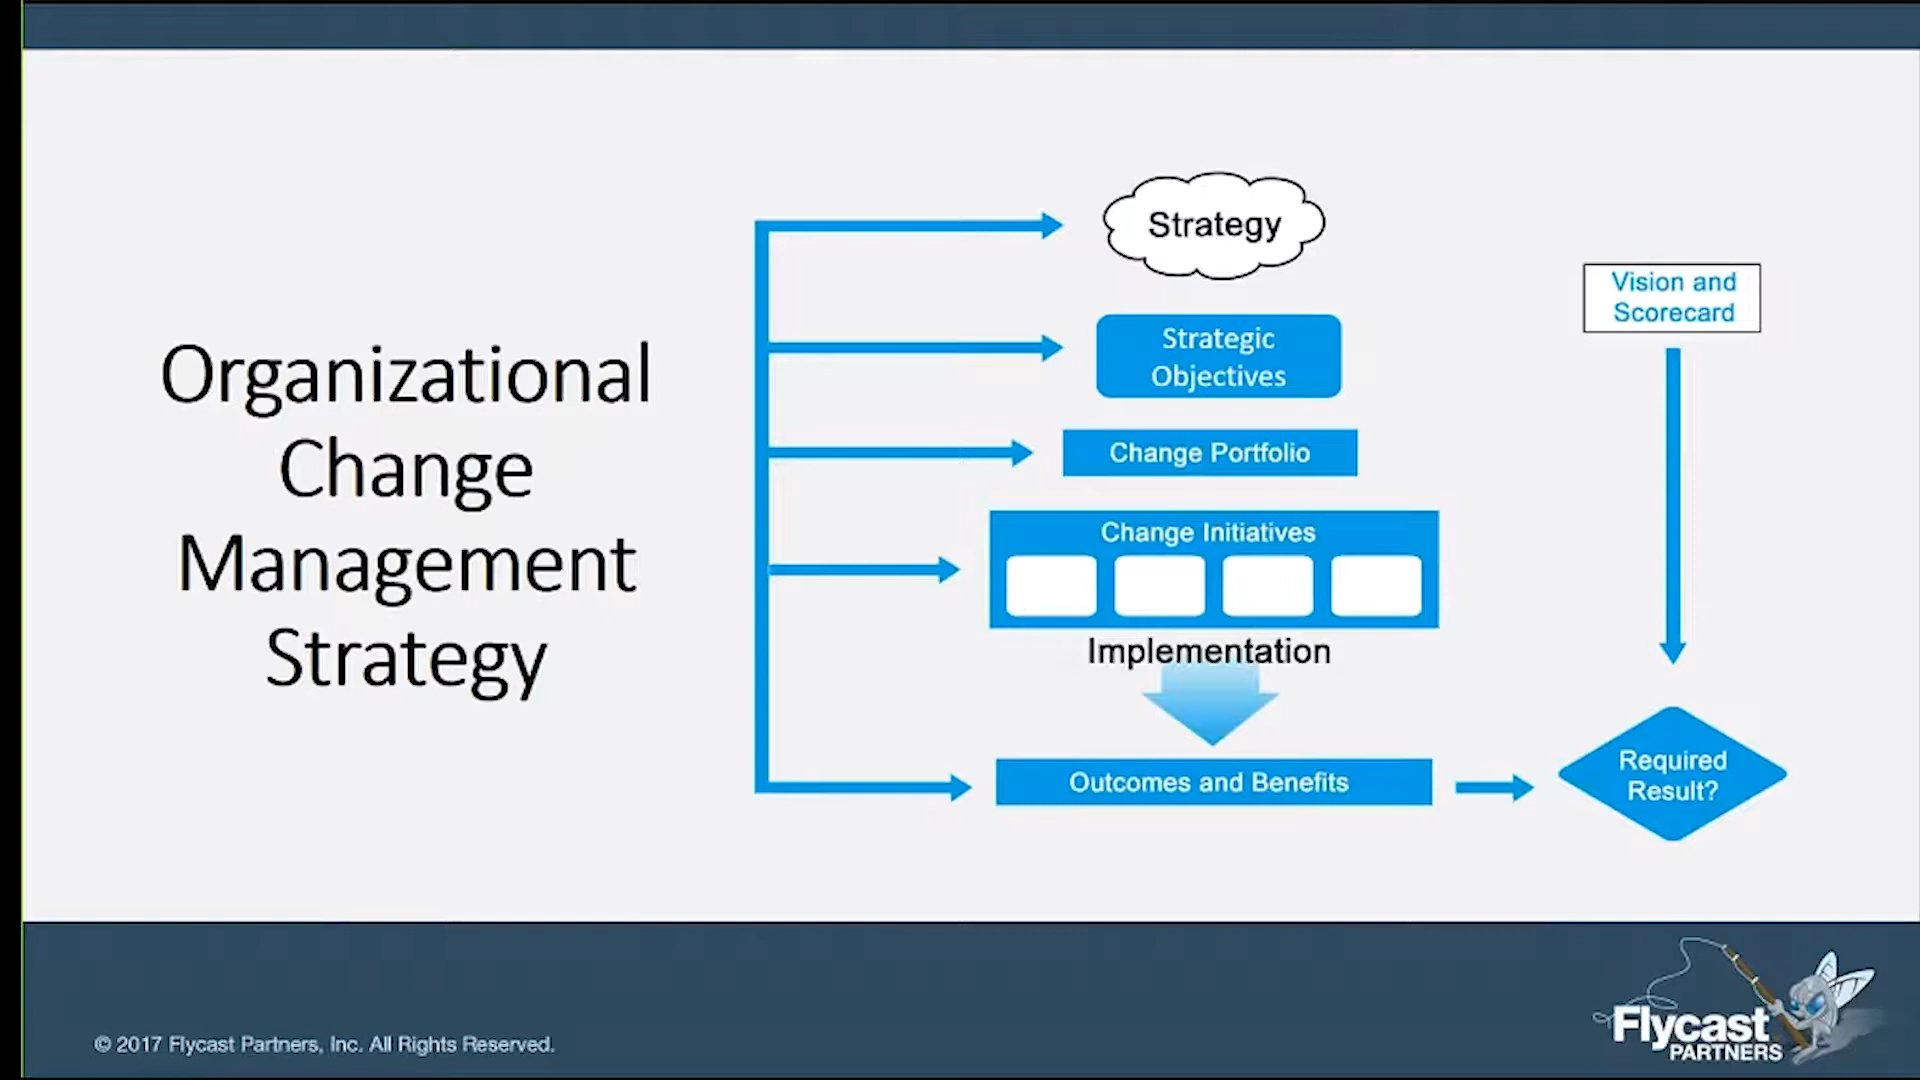 Organizational
Change
Management
Strategy
Strategy
Strategic
Objectives
Change Portfolio
Change Initiatives
Implementation
Outcomes and Benefits
Vision and
Scorecard
Required
Result?
© 2017 Flycast Partners, Inc. All Rights Reserved.
Flycast
PARTNERS